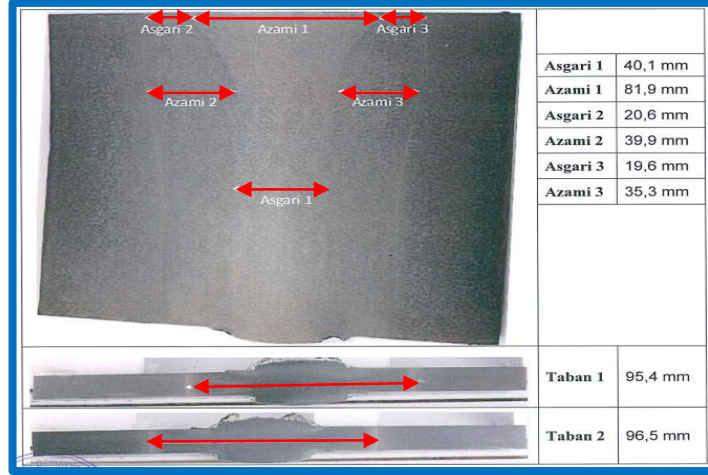 Asgari 2 Azami 1 Asgari 3
Azami 2 Azami 3
Asgari 1
Asgari 1 40,1 mm
Azami 1 81,9 mm
Asgari 2 20,6 mm
Azami 2 39,9 mm
Asgari 3 19,6 mm
Azami 3 35,3 mm
Taban 1 95,4 mm
Taban 2 96,5 mm